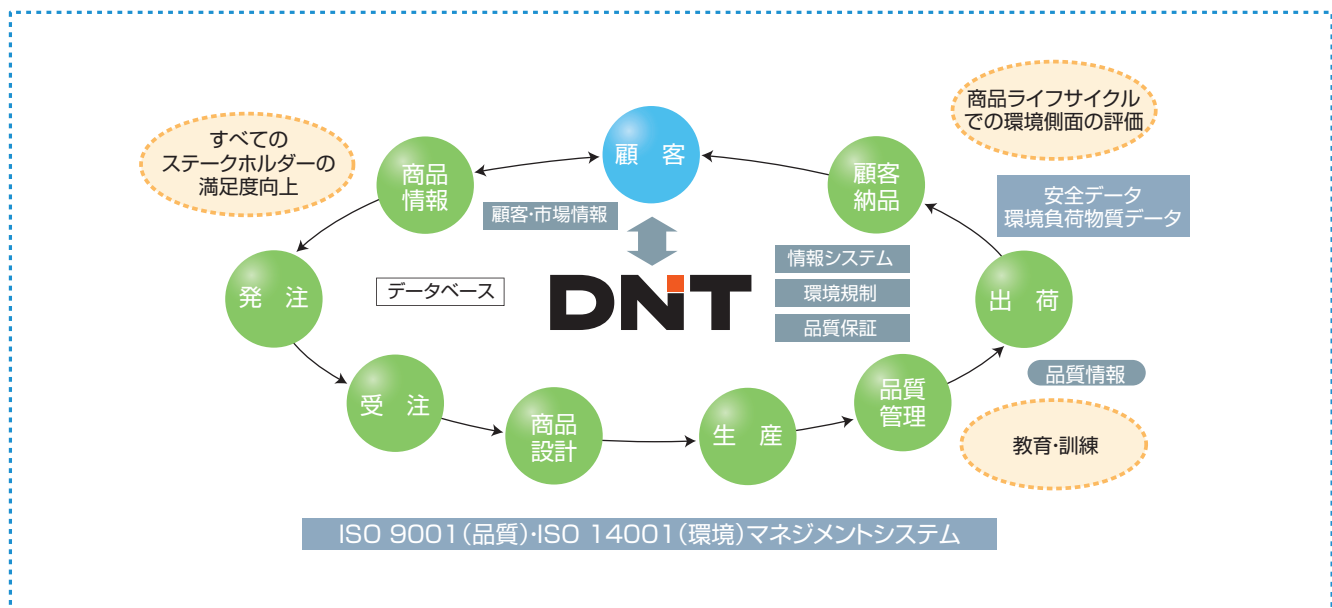 すべての
ステークホルダーの
満足度向上
商品
情報
顧 客
顧客
納品
商品ライフサイクル
での環境側面の評価
安全データ
環境負荷物質データ
顧客・市場情報
発 注
データベース
DNT
情報システム
環境規制
品質保証
出 荷
受 注
商品
設計
生 産
品質
管理
品質情報
教育・訓練
ISO 9001(品質)・ISO 14001(環境)マネジメントシステム